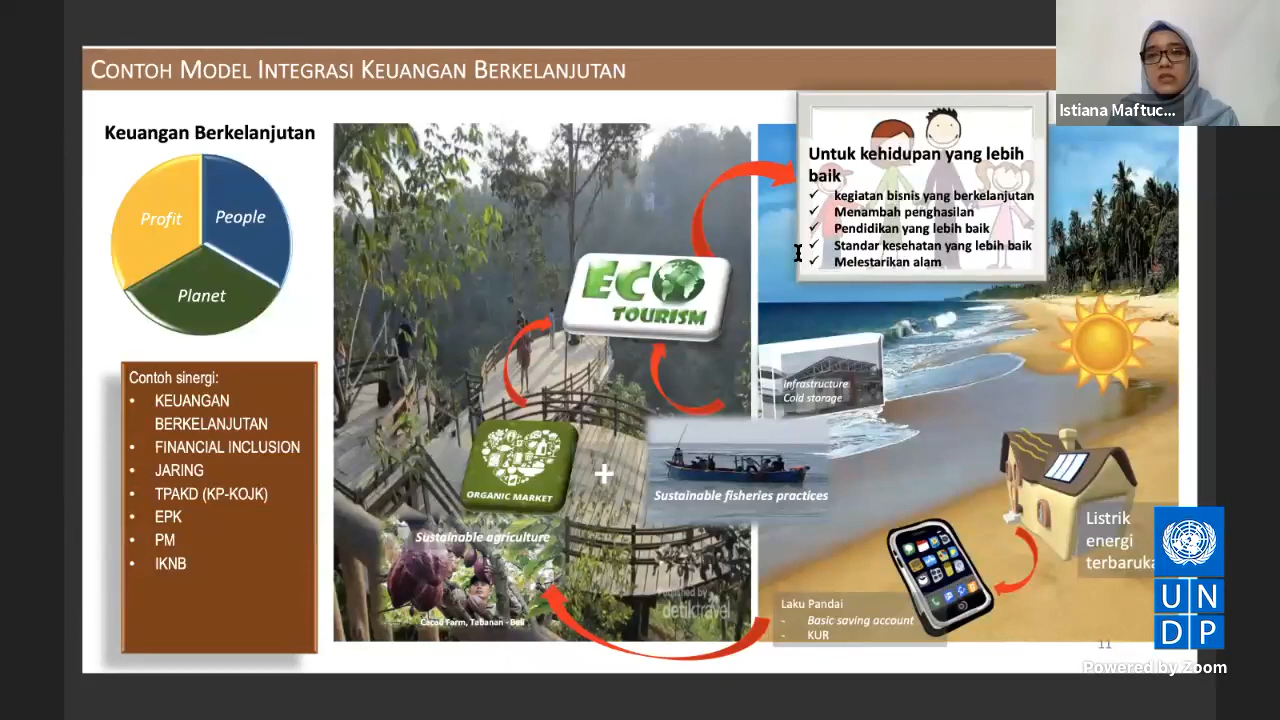 CONTOH MODEL INTEGRASI KEUANGAN BERKELANJUTAN
Istiana Maftuc...
Keuangan Berkelanjutan
Profit
People
Planet
Contoh sinergi:
• KEUANGAN
BERKELANJUTAN
• FINANCIAL INCLUSION
• JARING
• TPAKD (KP-KOJK)
• EPK
• PM
• IKNB
Untuk kehidupan yang lebih
baik
✓ kegiatan bisnis yang berkelanjutan
✓ Menambah penghasilan
✓ Pendidikan yang lebih baik
✓ Standar kesehatan yang lebih baik
✓ Melestarikan alam
ECO
TOURISM
Infrastructure
Cold storage
ORGANIC MARKET
+
Sustainable fisheries practices
Sustainable agriculture
Cacao Farm, Tabanan - Bali
Published by
detiktravel
Laku Pandai
- Basic saving account
- KUR
Listrik
energi
terbaruka
11
UN
DP
Powered by Zoom